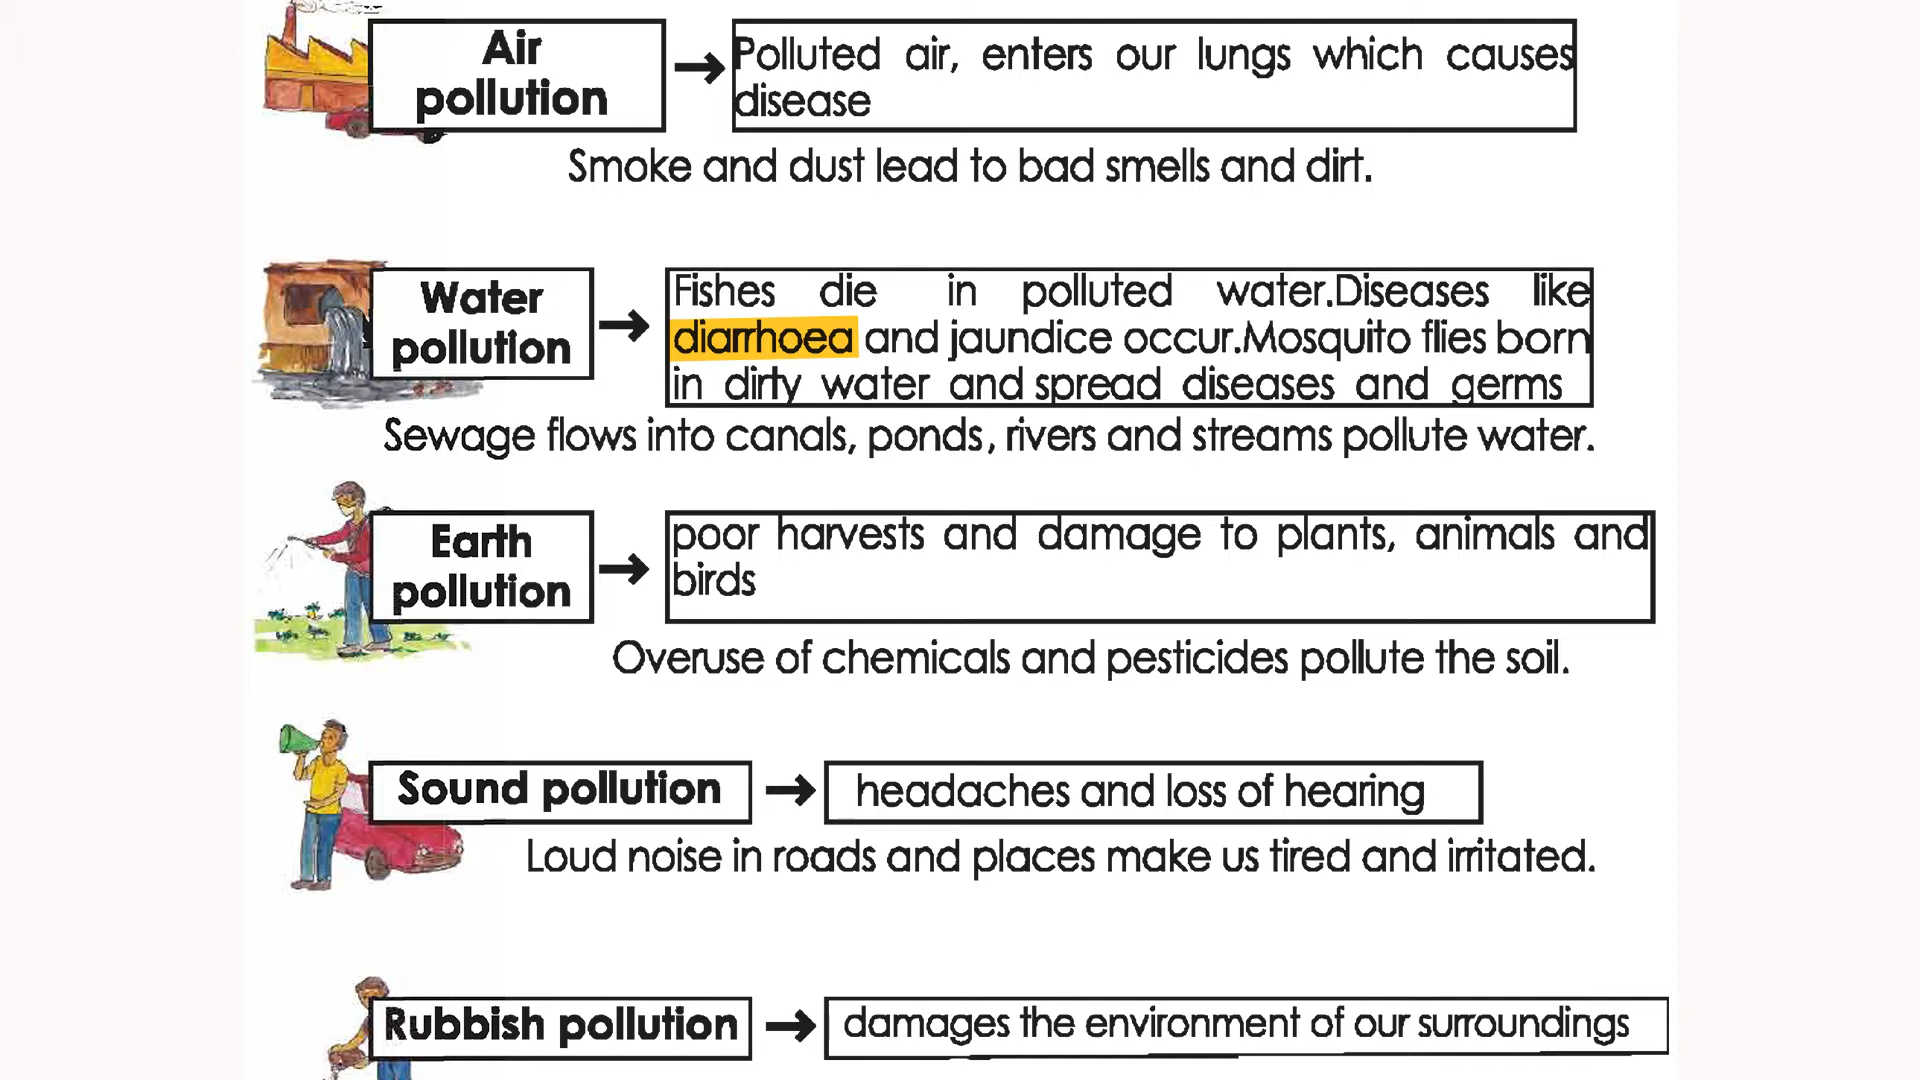 Air
pollution
Polluted air, enters our lungs which causes
disease
Smoke and dust lead to bad smells and dirt.
Water
pollution
Fishes die in polluted water.Diseases like
diarrhoea and jaundice occur.Mosquito flies born
in dirty water and spread diseases and germs
Sewage flows into canals, ponds, rivers and streams pollute water.
Earth
pollution
poor harvests and damage to plants, animals and
birds
Overuse of chemicals and pesticides pollute the soil.
Sound pollution
headaches and loss of hearing
Loud noise in roads and places make us tired and irritated.
Rubbish pollution
damages the environment of our surroundings